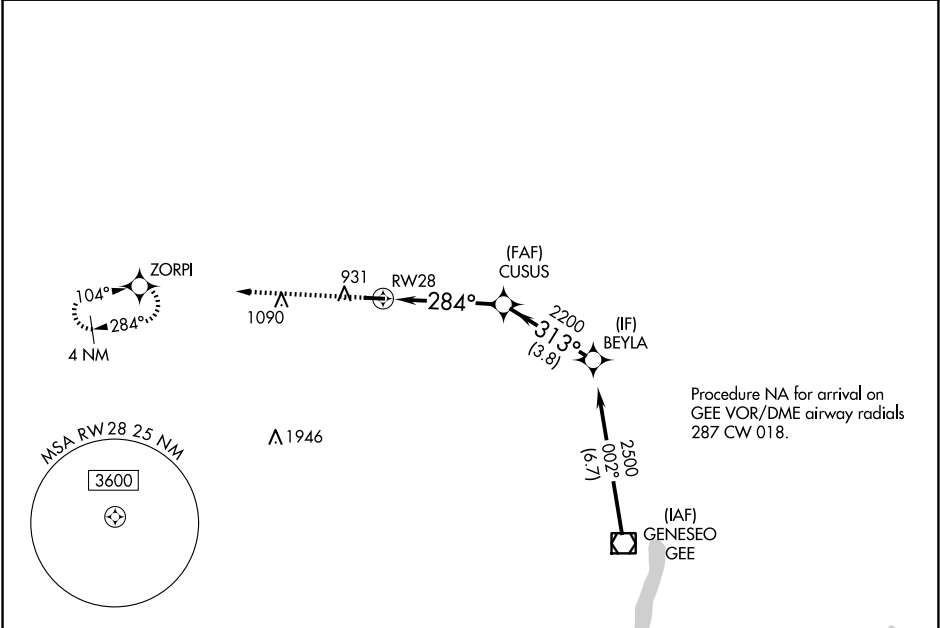 (FAF)
CUSUS
ZORPI
931
RW28
104°
284°
284°
1090
4 NM
2200
313°
(3.8)
(IF)
BEYLA
Procedure NA for arrival on
GEE VOR/DME airway radials
287 CW 018.
1946
MSA RW 28 25 NM
3600
2500
002°
(6.7)
(IAF)
GENESEO
GEE